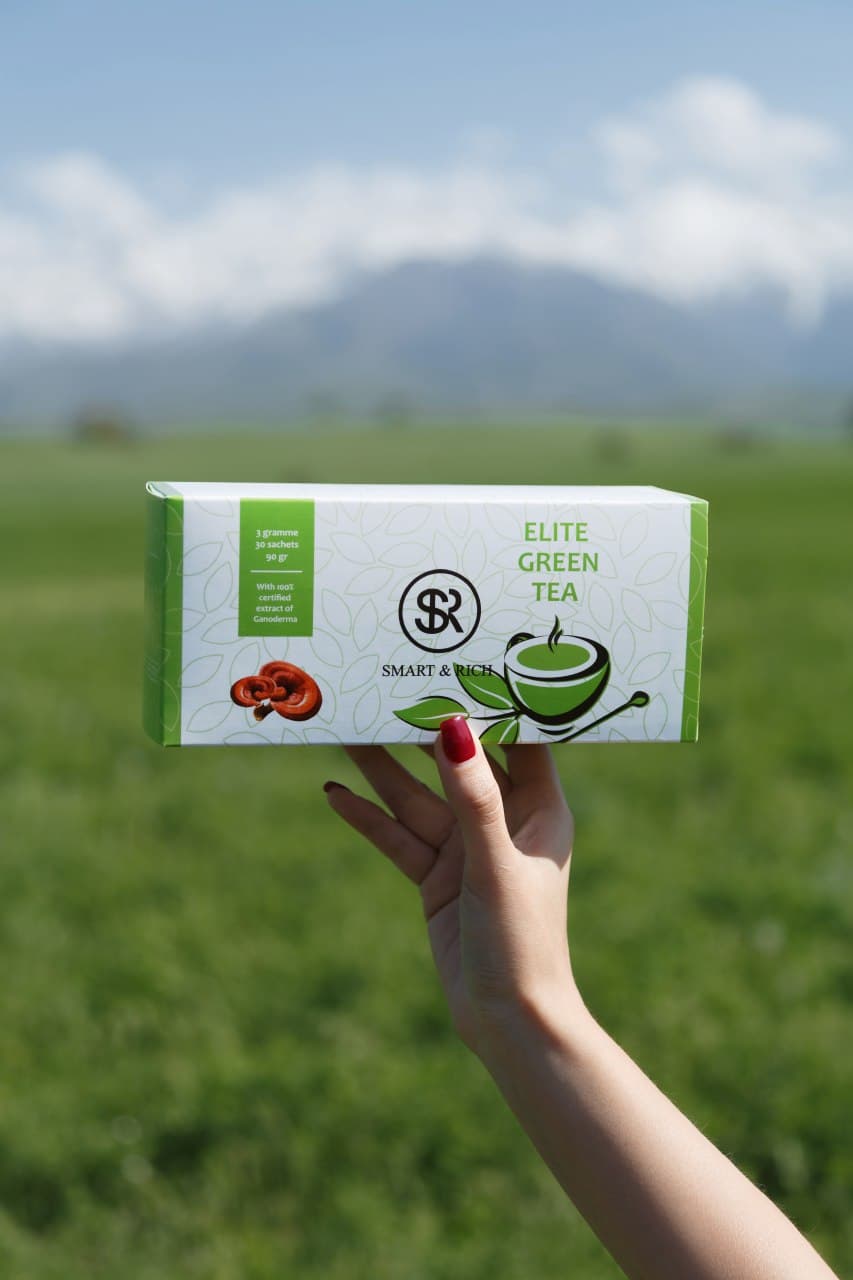 3 gramme
30 sachets
90 gr
With 100%
certified
extract of
Ganoderma
SR
SMART & RICH
ELITE
GREEN
TEA